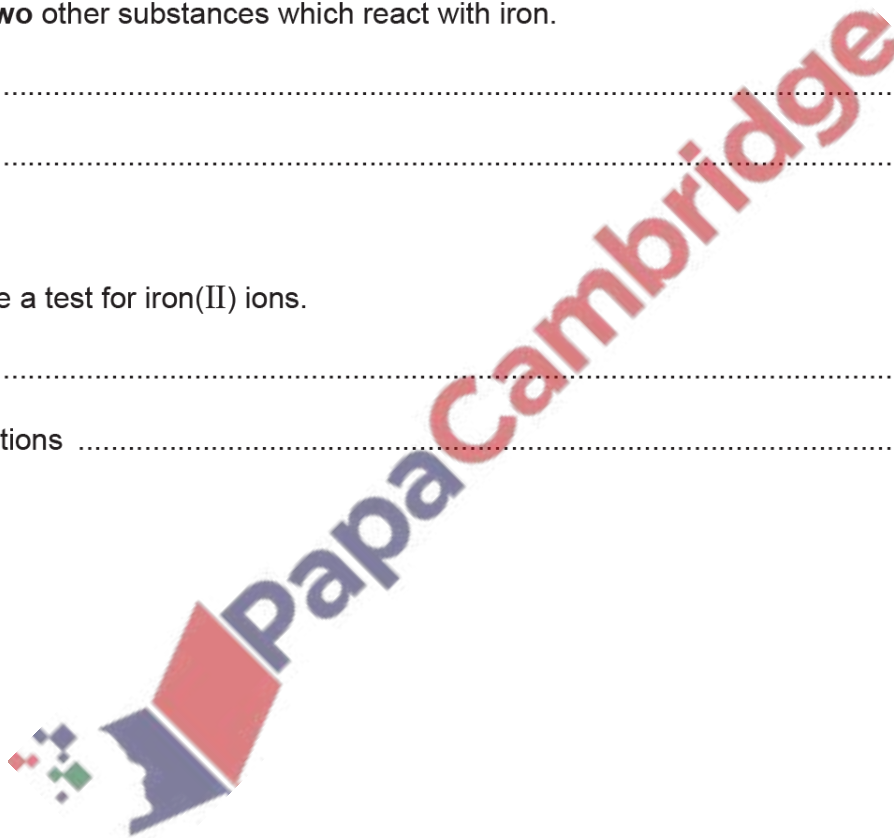 wo other substances which react with iron.
e a test for iron(II) ions.
tions
PapaCambridge